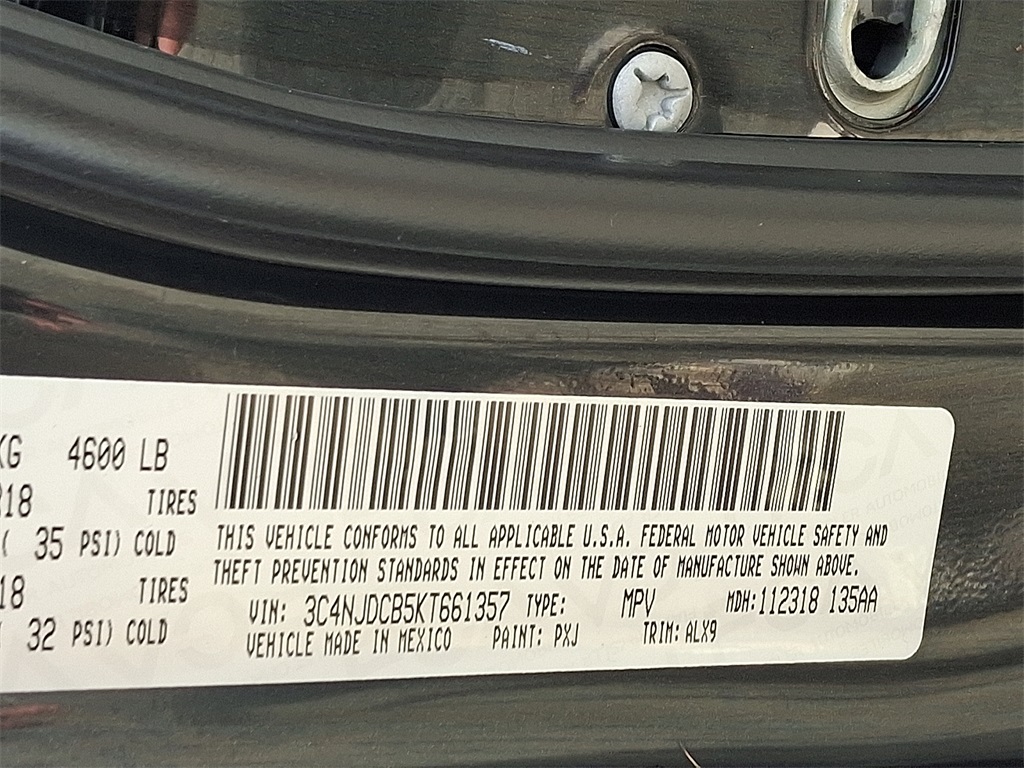 KG 4600 LB
R18 TIRES
( 35 PSI) COLD
18 TIRES
( 32 PSI) COLD
THIS VEHICLE CONFORMS TO ALL APPLICABLE U.S.A. FEDERAL MOTOR VEHICLE SAFETY AND
THEFT PREVENTION STANDARDS IN EFFECT ON THE DATE OF MANUFACTURE SHOWN ABOVE.
VIN: 3C4NJDCB5KT661357 TYPE: MPV MDH:112318 135AA
VEHICLE MADE IN MEXICO PAINT: PXJ TRIM:ALX9